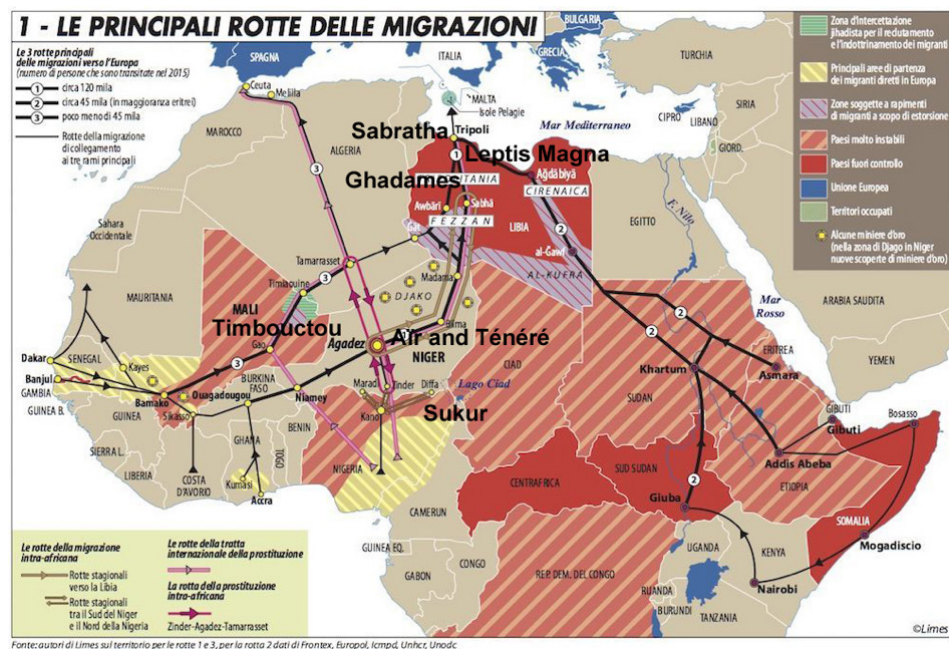 1 - LE PRINCIPALI ROTTE DELLE MIGRAZIONI
Le 3 rotte principali
delle migrazioni verso l'Europa
(numero di persone che sono transitate nel 2015)
1 circa 120 mila
2 circa 45 mila (in maggioranza eritrei)
3 poco meno di 45 mila
Rotte della migrazione
di collegamento
ai tre rami principali
Zona d'intercettazione
jihadista per il reclutamento
e l'indottrinamento dei migranti
Principali aree di partenza
dei migranti diretti in Europa
Zone soggette a rapimenti
di migranti a scopo di estorsione
Paesi molto instabili
Paesi fuori controllo
Unione Europea
Territori occupati
Alcune miniere d'oro
(nella zona di Djago in Niger
nuove scoperte di miniere d'oro)
SPAGNA
ITALIA
BULGARIA
GRECIA
TURCHIA
Ceuta
Melilla
MALTA
Isole Pelagie
CIPRO
SIRIA
LIBANO
GIORD.
MAROCCO
ALGERIA
Sabratha
Tripoli
Mar Mediterraneo
Leptis Magna
Ghadames
Aġdābiyā
CIRENAICA
Awbārī
Sabhā
FEZZAN
LIBIA
EGITTO
F. Nilo
Sahara
Occidentale
Gat
al-Gawf
AL-KUFRA
Tamarrasset
Timiaouine
Madama
DJAKO
MAURITANIA
MALI
Timbouctou
Gao
Agadez
Aïr and Ténéré
Bilma
NIGER
CIAD
Mar
Rosso
ARABIA SAUDITA
YEMEN
Dakar
SENEGAL
Kayes
Banjul
GAMBIA
GUINEA B.
Bamako
GUINEA
Sikasso
BURKINA
FASO
Ouagadougou
Niamey
Maradi
Zinder
Diffa
Lago Ciad
Kano
Sukur
SUDAN
Khartum
ERITREA
Asmara
GIBUTI
Gibuti
Bosasso
SIERRA L.
LIBERIA
COSTA
D'AVORIO
GHANA
TOGO
BENIN
NIGERIA
Kumasi
Accra
CAMERUN
CENTRAFRICA
SUD SUDAN
Giuba
Addis Abeba
ETIOPIA
SOMALIA
Mogadiscio
GUINEA EQ.
GABON
CONGO
REP. DEM. DEL CONGO
UGANDA
KENYA
Nairobi
RUANDA
BURUNDI
TANZANIA
Le rotte della migrazione
intra-africana
Rotte stagionali
verso la Libia
Rotte stagionali
tra il Sud del Niger
e il Nord della Nigeria
Le rotte della tratta
internazionale della prostituzione
La rotta della prostituzione
intra-africana
Zinder-Agadez-Tamarrasset
©Limes
Fonte: autori di Limes sul territorio per le rotte 1 e 3, per la rotta 2 dati di Frontex, Europol, Icmpd, Unhcr, Unodc